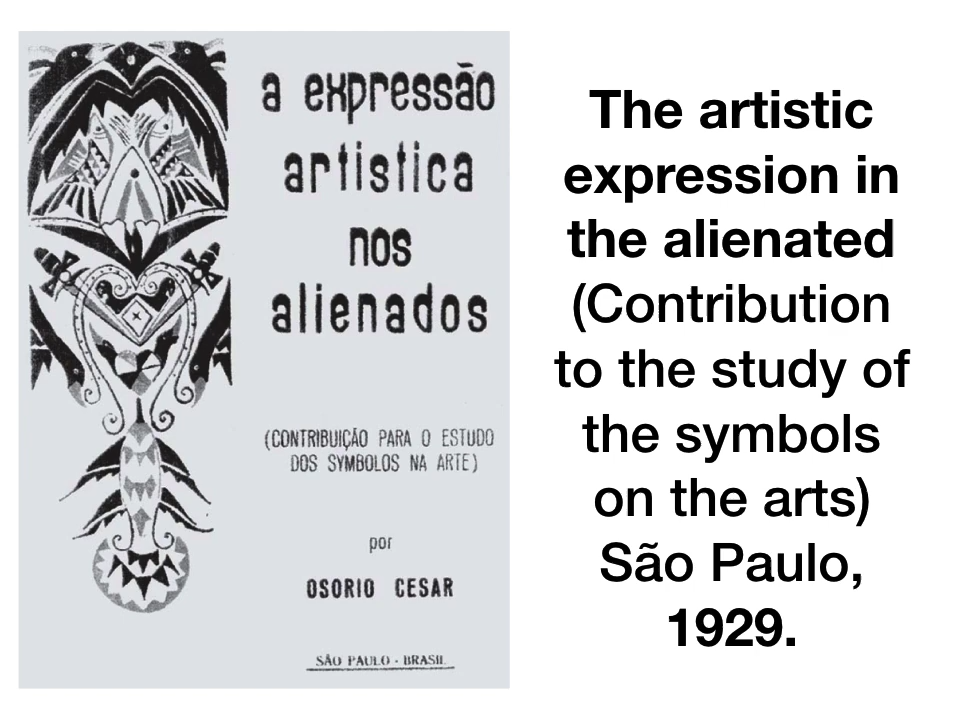 a expressão
artistica
nos
alienados
(CONTRIBUIÇÃO PARA O ESTUDO
DOS SYMBOLOS NA ARTE)
por
OSORIO CESAR
SÃO PAULO - BRASIL
The artistic
expression in
the alienated
(Contribution
to the study of
the symbols
on the arts)
São Paulo,
1929.